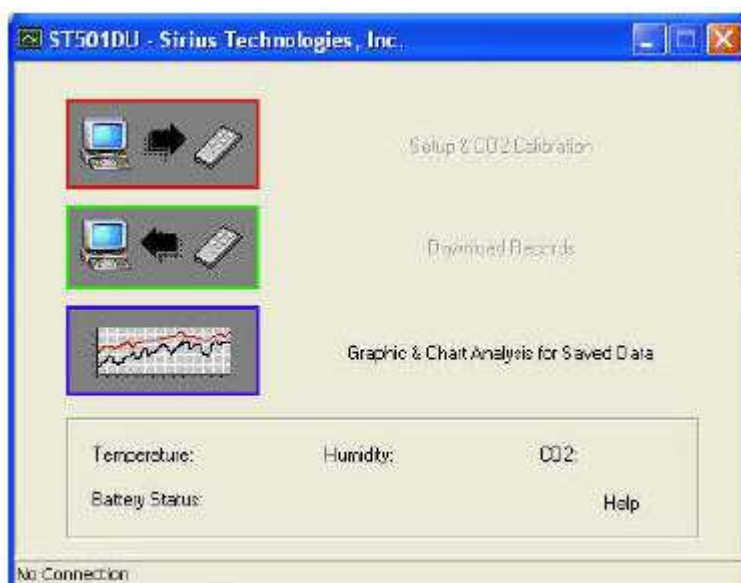 ST501DU - Sirius Technologies, Inc.
Setup & CO2 Calibration
Download Records
Graphic & Chart Analysis for Saved Data
Temperature:
Humidity:
CO2:
Battery Status:
Help
No Connection